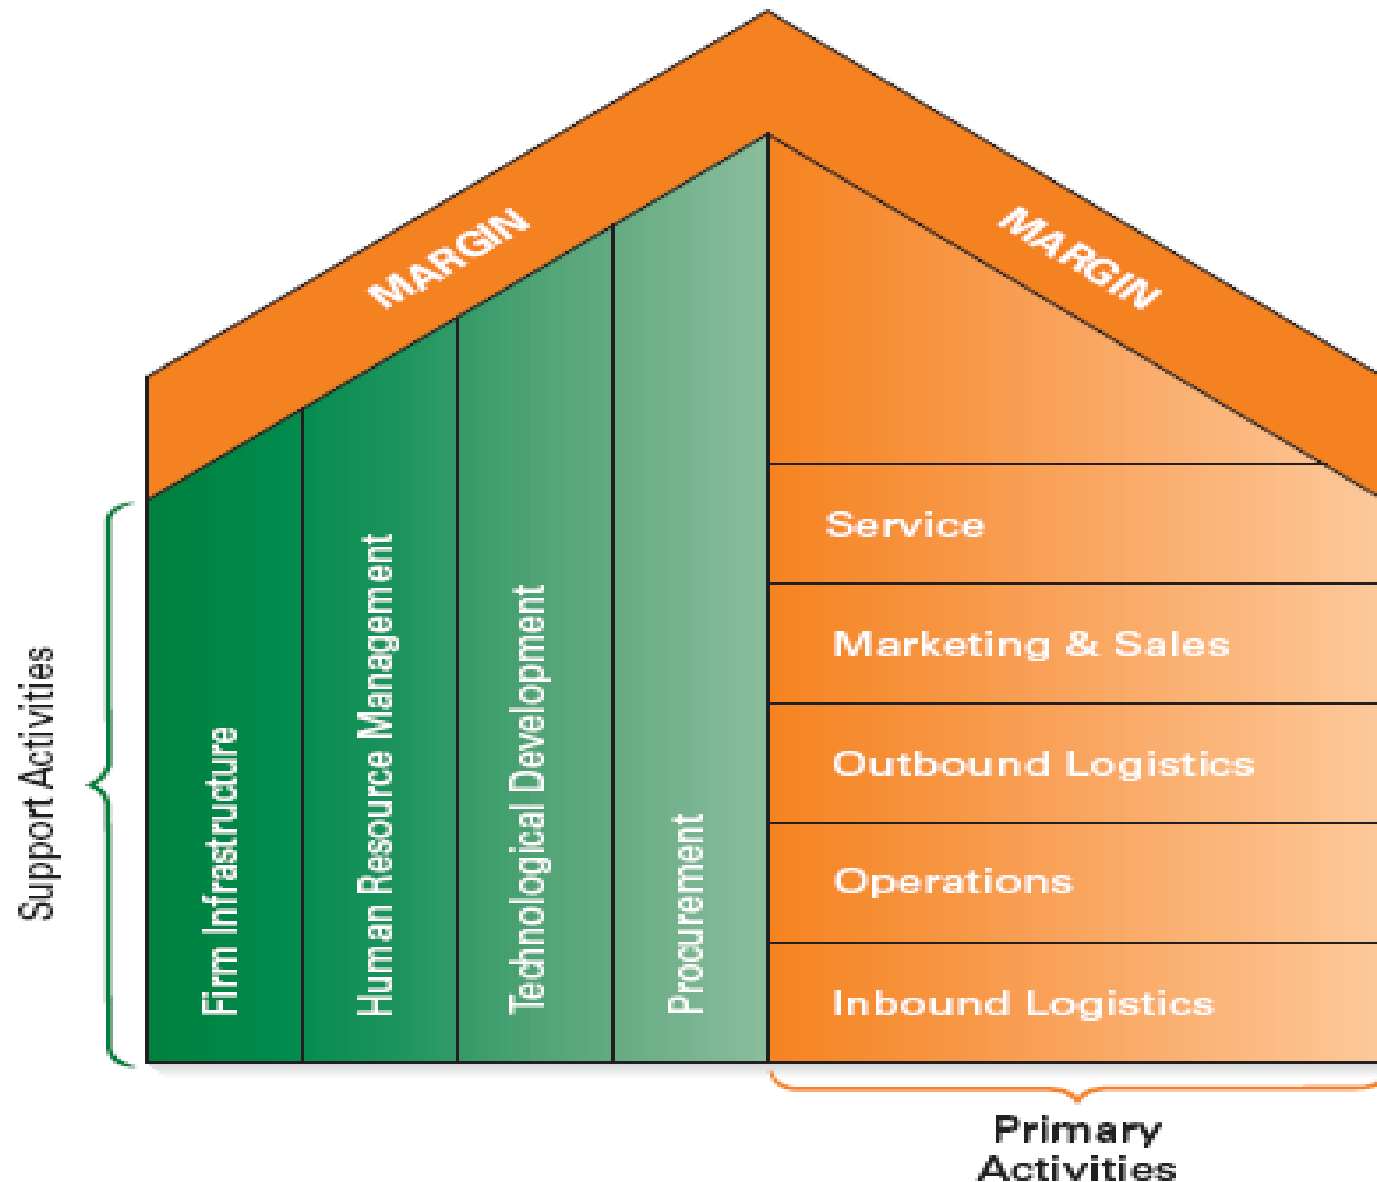 MARGIN
MARGIN
Support Activities
Firm Infrastructure
Human Resource Management
Technological Development
Procurement
Service
Marketing & Sales
Outbound Logistics
Operations
Inbound Logistics
Primary
Activities